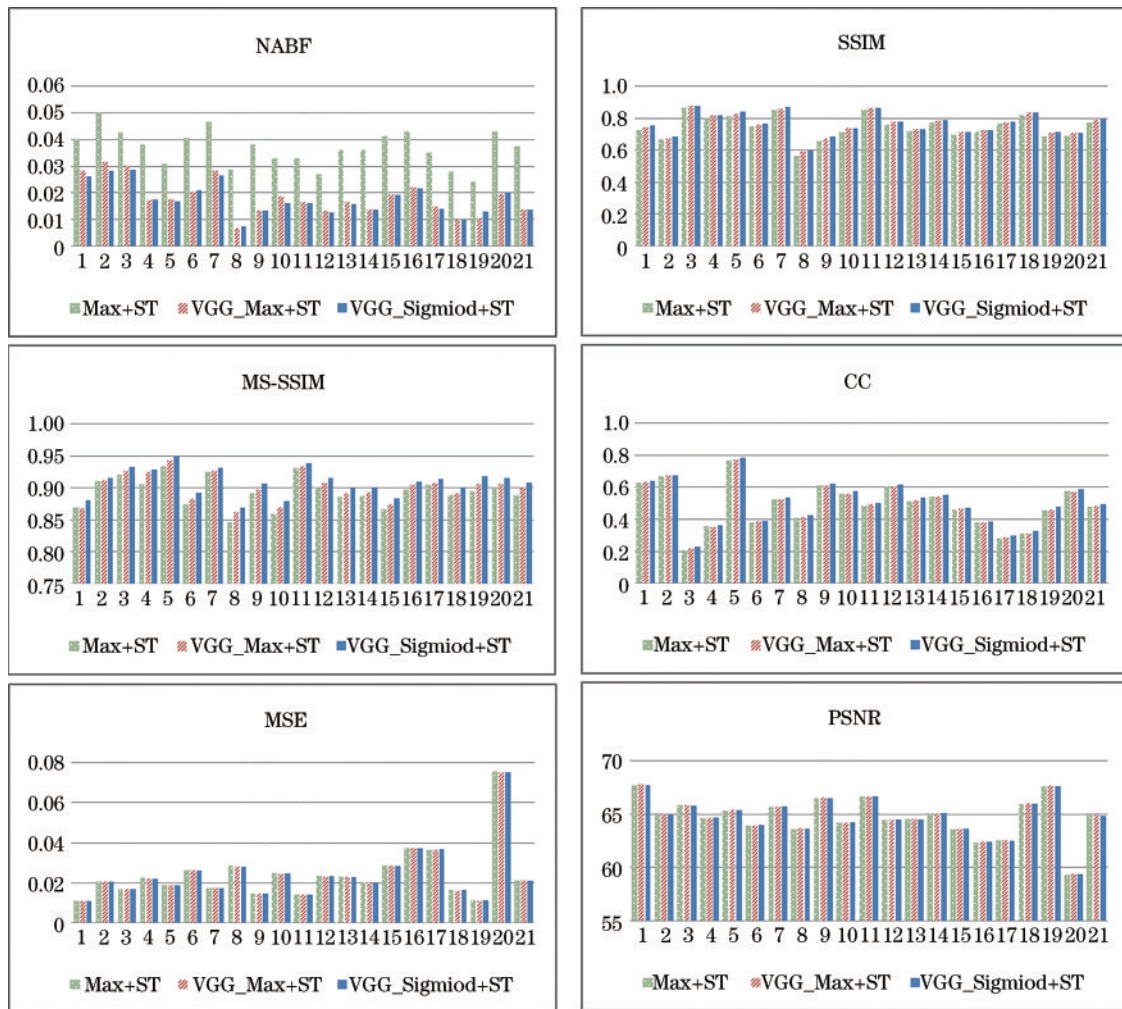 NABF
0.06
0.05
0.04
0.03
0.02
0.01
0
1 2 3 4 5 6 7 8 9 10 11 12 13 14 15 16 17 18 19 20 21
Max+ST VGG_Max+ST VGG_Sigmiod+ST
SSIM
1.0
0.8
0.6
0.4
0.2
0
1 2 3 4 5 6 7 8 9 10 11 12 13 14 15 16 17 18 19 20 21
Max+ST VGG_Max+ST VGG_Sigmiod+ST
MS-SSIM
1.00
0.95
0.90
0.85
0.80
0.75
1 2 3 4 5 6 7 8 9 10 11 12 13 14 15 16 17 18 19 20 21
Max+ST VGG_Max+ST VGG_Sigmiod+ST
CC
1.0
0.8
0.6
0.4
0.2
0
1 2 3 4 5 6 7 8 9 10 11 12 13 14 15 16 17 18 19 20 21
Max+ST VGG_Max+ST VGG_Sigmiod+ST
MSE
0.08
0.06
0.04
0.02
0
1 2 3 4 5 6 7 8 9 10 11 12 13 14 15 16 17 18 19 20 21
Max+ST VGG_Max+ST VGG_Sigmiod+ST
PSNR
70
65
60
55
1 2 3 4 5 6 7 8 9 10 11 12 13 14 15 16 17 18 19 20 21
Max+ST VGG_Max+ST VGG_Sigmiod+ST